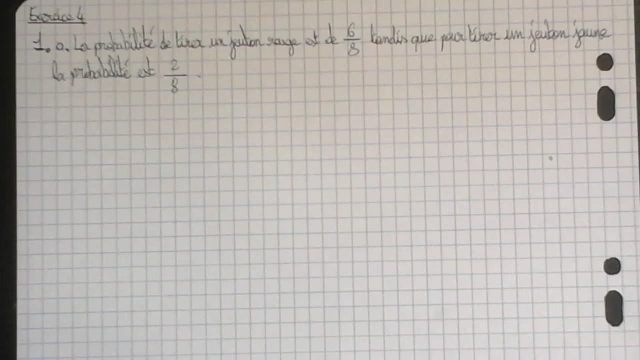 Exercice 4
1. a. La probabilité de tirer un jeton rouge est de 6/8 tandis que pour tirer un jeton jaune
la probabilité est 2/8.